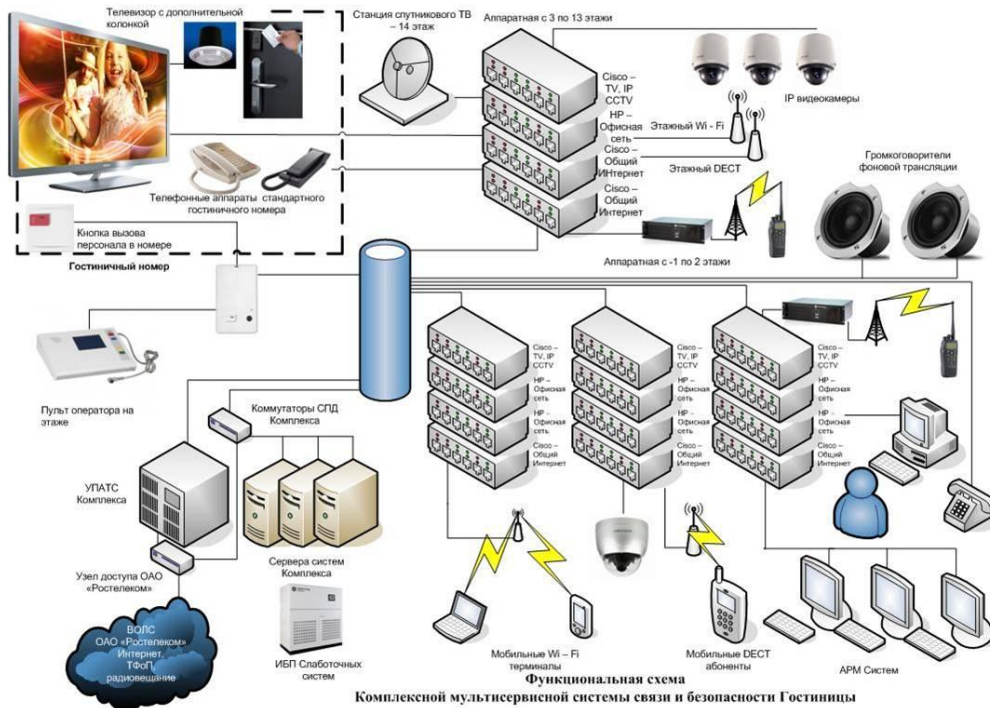 Телевизор с дополнительной
колонкой
Станция спутникового ТВ
– 14 этаж
Аппаратная с 3 по 13 этажи
Cisco –
TV, IP
CCTV
HP –
Офисная
сеть
Cisco –
Общий
ИНтернет
Cisco –
Общий
Интернет
IP видеокамеры
Этажный Wi - Fi
Этажный DECT
Громкоговорители
фоновой трансляции
Телефонные аппараты стандартного
гостиничного номера
Кнопка вызова
персонала в номере
Гостиничный номер
Аппаратная с -1 по 2 этажи
Пульт оператора на
этаже
Cisco –
TV, IP
CCTV
HP –
Офисная
сеть
HP –
Офисная
сеть
Cisco –
Общий
Интернет
Cisco –
TV, IP
CCTV
HP –
Офисная
сеть
HP –
Офисная
сеть
Cisco –
Общий
Интернет
Cisco –
TV, IP
CCTV
HP –
Офисная
сеть
HP –
Офисная
сеть
Cisco –
Общий
Интернет
Коммутаторы СПД
Комплекса
УПАТС
Комплекса
Узел доступа ОАО
«Ростелеком»
Сервера систем
Комплекса
ВОЛС
ОАО «Ростелеком»
Интернет,
ТФоП,
радиовещание
ИБП Слаботочных
систем
Мобильные Wi – Fi
терминалы
Мобильные DECT
абоненты
АРМ Систем
Функциональная схема
Комплексной мультисервисной системы связи и безопасности Гостиницы